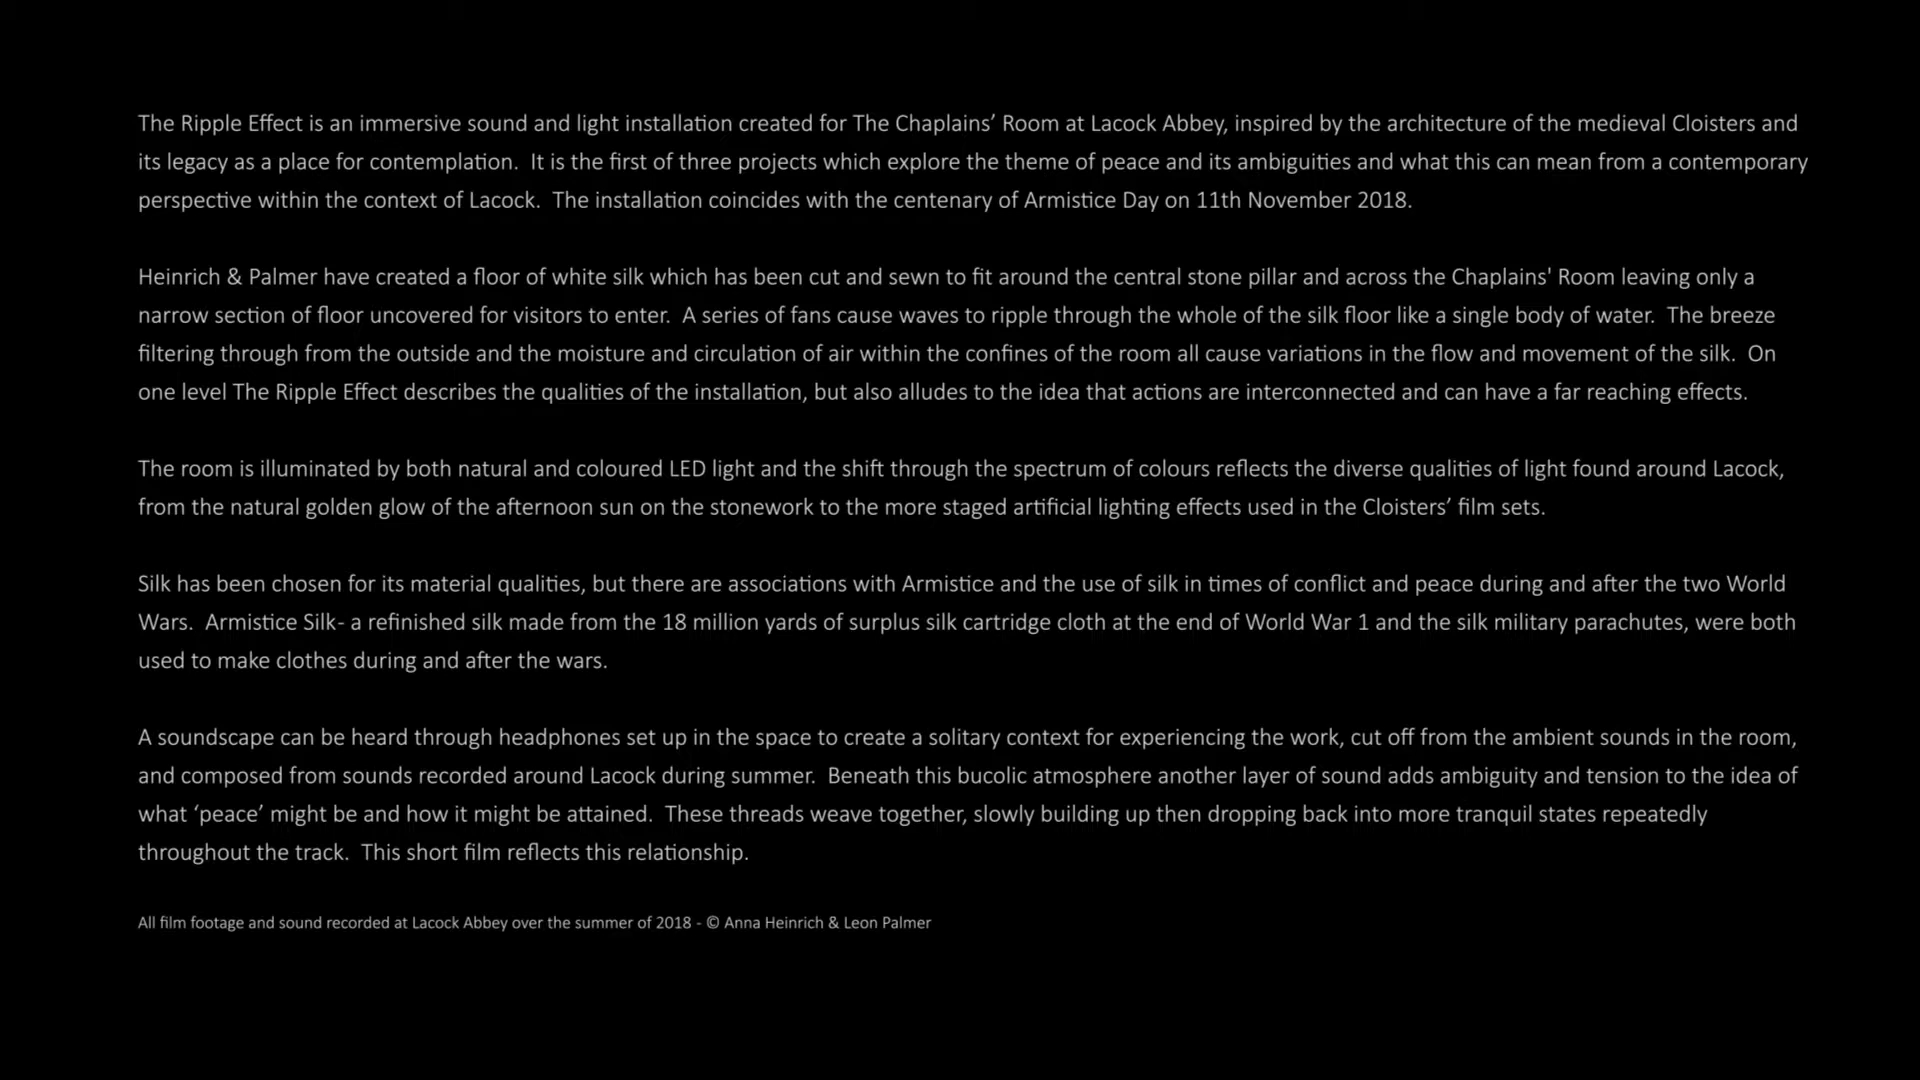 The Ripple Effect is an immersive sound and light installation created for The Chaplains’ Room at Lacock Abbey, inspired by the architecture of the medieval Cloisters and
its legacy as a place for contemplation.  It is the first of three projects which explore the theme of peace and its ambiguities and what this can mean from a contemporary
perspective within the context of Lacock.  The installation coincides with the centenary of Armistice Day on 11th November 2018.
Heinrich & Palmer have created a floor of white silk which has been cut and sewn to fit around the central stone pillar and across the Chaplains' Room leaving only a
narrow section of floor uncovered for visitors to enter.  A series of fans cause waves to ripple through the whole of the silk floor like a single body of water.  The breeze
filtering through from the outside and the moisture and circulation of air within the confines of the room all cause variations in the flow and movement of the silk.  On
one level The Ripple Effect describes the qualities of the installation, but also alludes to the idea that actions are interconnected and can have a far reaching effects.
The room is illuminated by both natural and coloured LED light and the shift through the spectrum of colours reflects the diverse qualities of light found around Lacock,
from the natural golden glow of the afternoon sun on the stonework to the more staged artificial lighting effects used in the Cloisters’ film sets.
Silk has been chosen for its material qualities, but there are associations with Armistice and the use of silk in times of conflict and peace during and after the two World
Wars.  Armistice Silk- a refinished silk made from the 18 million yards of surplus silk cartridge cloth at the end of World War 1 and the silk military parachutes, were both
used to make clothes during and after the wars.
A soundscape can be heard through headphones set up in the space to create a solitary context for experiencing the work, cut off from the ambient sounds in the room,
and composed from sounds recorded around Lacock during summer.  Beneath this bucolic atmosphere another layer of sound adds ambiguity and tension to the idea of
what ‘peace’ might be and how it might be attained.  These threads weave together, slowly building up then dropping back into more tranquil states repeatedly
throughout the track.  This short film reflects this relationship.
All film footage and sound recorded at Lacock Abbey over the summer of 2018 - © Anna Heinrich & Leon Palmer